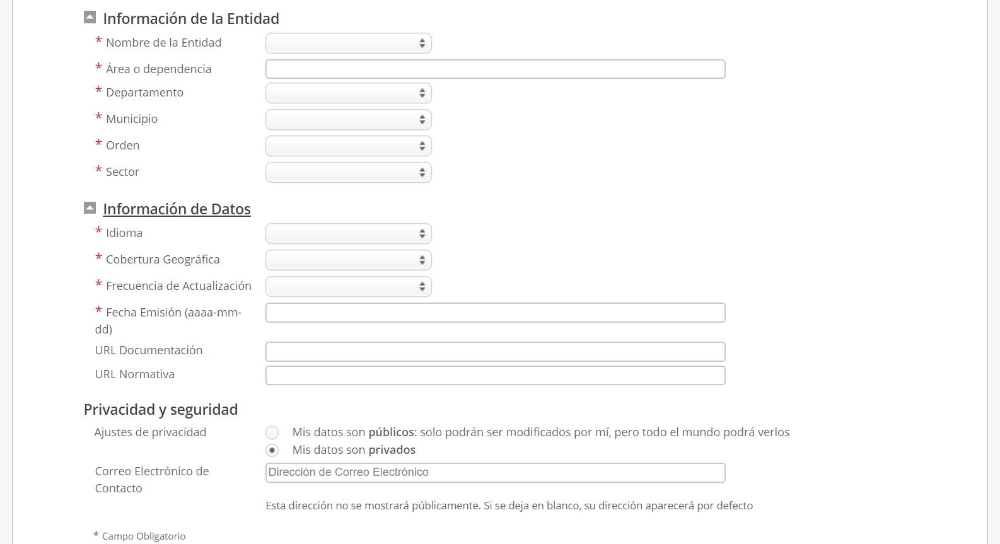 Información de la Entidad
* Nombre de la Entidad
* Área o dependencia
* Departamento
* Municipio
* Orden
* Sector
Información de Datos
* Idioma
* Cobertura Geográfica
* Frecuencia de Actualización
* Fecha Emisión (aaaa-mm-
dd)
URL Documentación
URL Normativa
Privacidad y seguridad
Ajustes de privacidad
Mis datos son públicos: solo podrán ser modificados por mí, pero todo el mundo podrá verlos
Mis datos son privados
Correo Electrónico de
Contacto
Dirección de Correo Electrónico
Esta dirección no se mostrará públicamente. Si se deja en blanco, su dirección aparecerá por defecto
* Campo Obligatorio